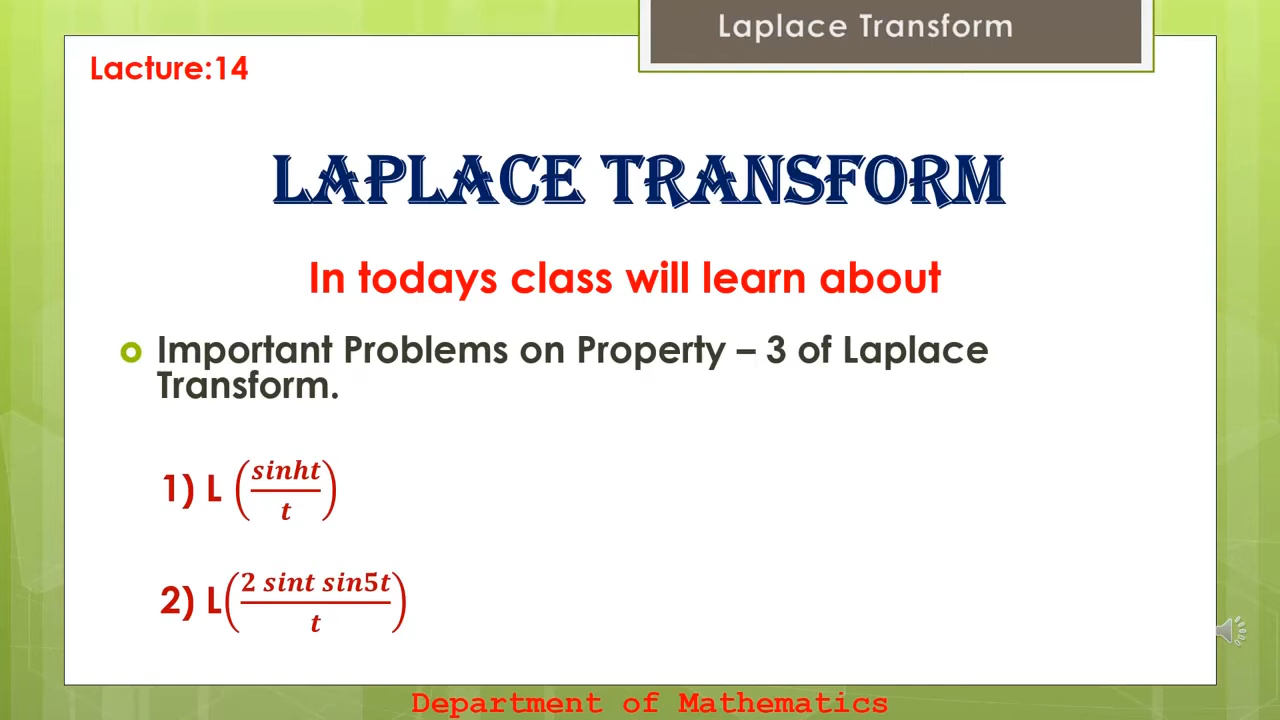 Laplace Transform
Lacture:14
LAPLACE TRANSFORM
In todays class will learn about
Important Problems on Property – 3 of Laplace
Transform.
1) L (sinht/t)
2) L(2 sint sin5t/t)
Department of Mathematics